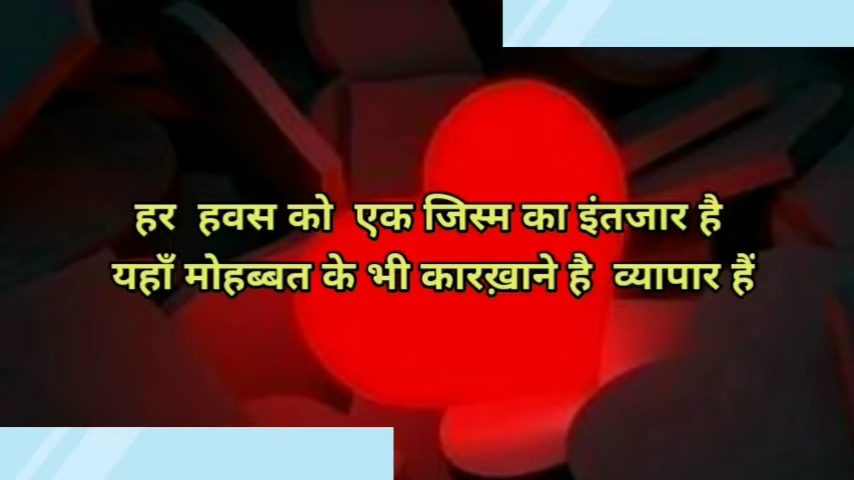 हर हवस को एक जिस्म का इंतजार है
यहाँ मोहब्बत के भी कारख़ाने है व्यापार हैं